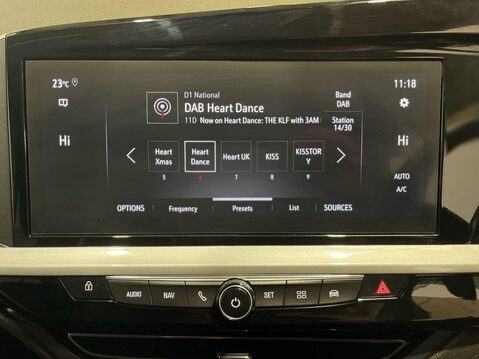 23°C
D1 National
Band
11:18
DAB Heart Dance
DAB
11D Now on Heart Dance: THE KLF with 3AM
Station
14/30
Hi
Hi
Heart
Xmas
Heart
Dance
Heart UK
KISS
KISSTOR
Y
5
6
7
8
9
AUTO
A/C
OPTIONS
Frequency
Presets
List
SOURCES
AUDIO
NAV
SET